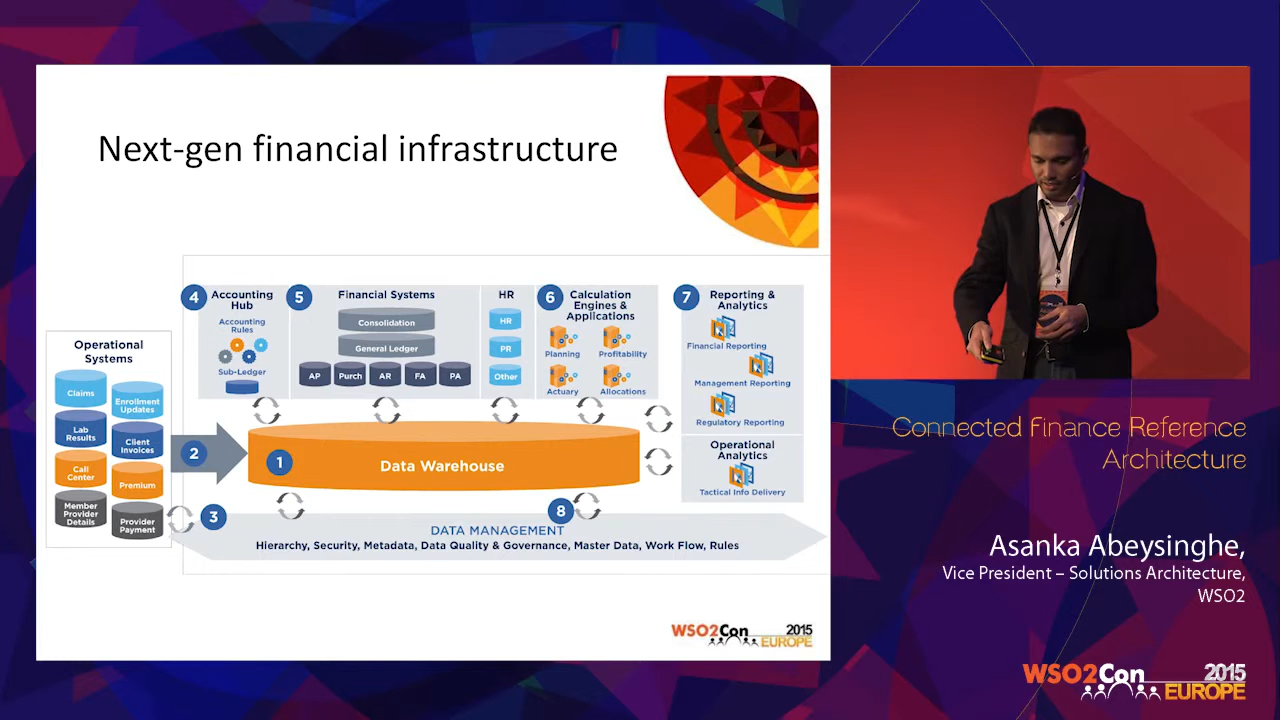 Next-gen financial infrastructure
Operational
Systems
Claims
Enrollment
Updates
Lab
Results
Client
Invoices
Call
Center
Premium
Member
Provider
Details
Provider
Payment
2
4
Accounting
Hub
Accounting
Rules
Sub-Ledger
5
Financial Systems
Consolidation
General Ledger
AP
Purch
AR
FA
PA
HR
HR
PR
Other
6
Calculation
Engines &
Applications
Planning
Profitability
Actuary
Allocations
7
Reporting &
Analytics
Financial Reporting
Management Reporting
Regulatory Reporting
Operational
Analytics
Tactical Info Delivery
1
Data Warehouse
3
8
DATA MANAGEMENT
Hierarchy, Security, Metadata, Data Quality & Governance, Master Data, Work Flow, Rules
WSO2Con 2015
EUROPE
Connected Finance Reference
Architecture
Asanka Abeysinghe,
Vice President – Solutions Architecture,
WSO2
WSO2Con 2015
EUROPE